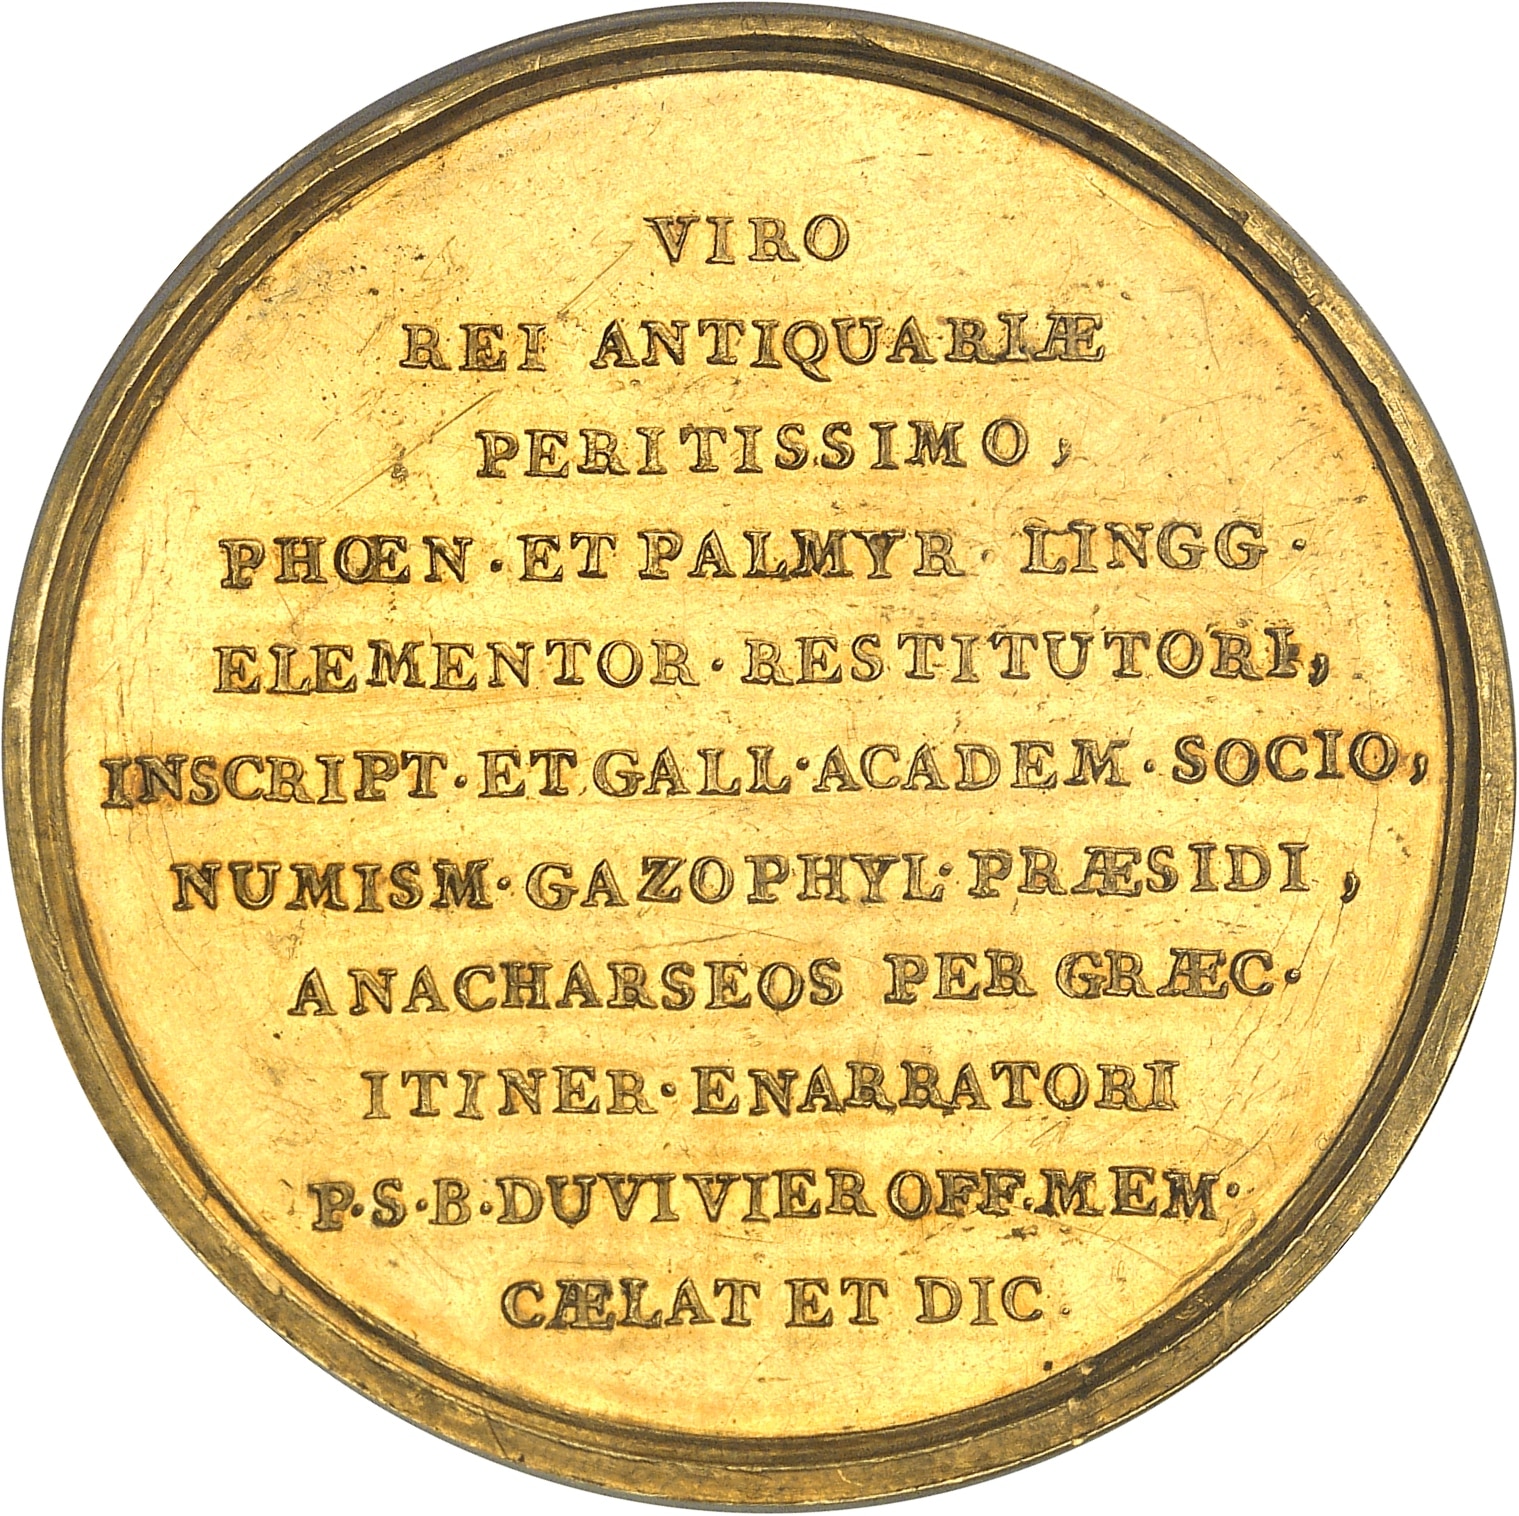 VIRO
REI ANTIQUARIÆ
PERITISSIMO,
PHŒN · ET PALMYR · LINGG ·
ELEMENTOR · RESTITUTORI,
INSCRIPT · ET GALL · ACADEM · SOCIO,
NUMISM · GAZOPHYL · PRÆSIDI,
ANACHARSEOS PER GRÆC ·
ITINER · ENARRATORI
P · S · B · DUVIVIER OFF. MEM ·
CÆLAT ET DIC ·